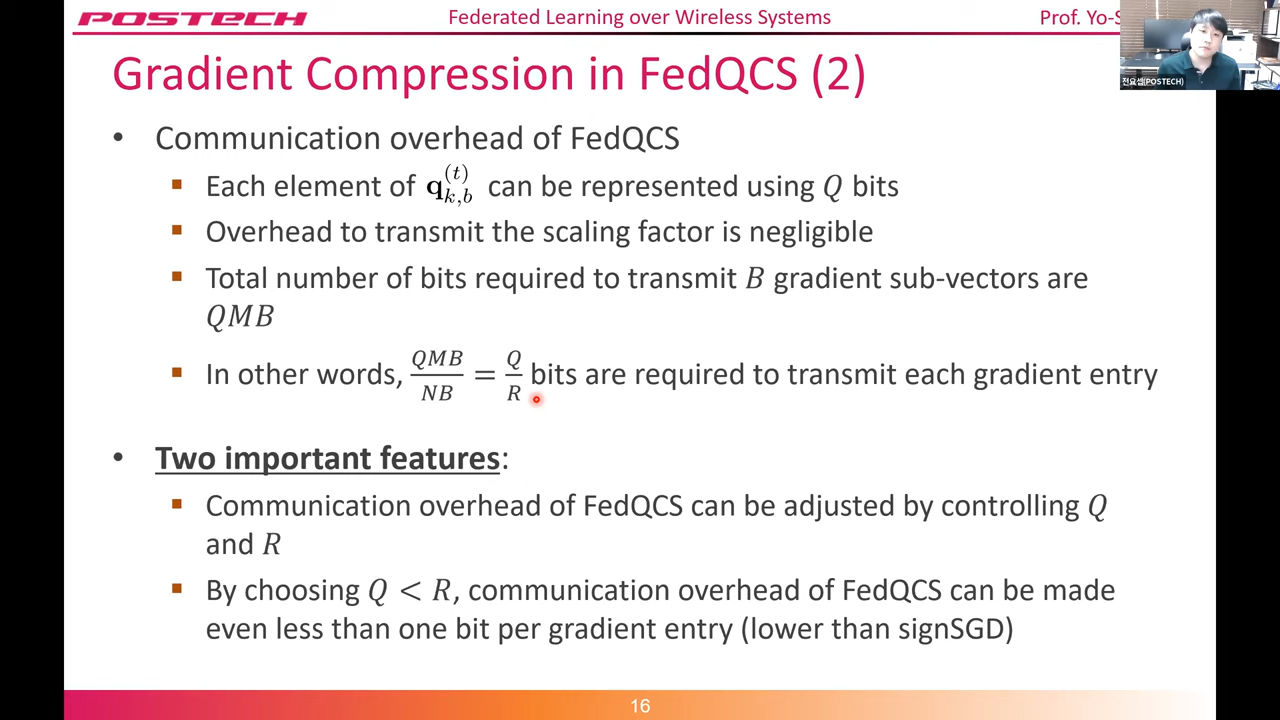 POSTECH
Federated Learning over Wireless Systems
Prof. Yo-S
전요셉(POSTECH)
Gradient Compression in FedQCS (2)
• Communication overhead of FedQCS
▪ Each element of q_{k,b}^{(t)} can be represented using Q bits
▪ Overhead to transmit the scaling factor is negligible
▪ Total number of bits required to transmit B gradient sub-vectors are
QMB
▪ In other words, QMB/NB = Q/R bits are required to transmit each gradient entry
• Two important features:
▪ Communication overhead of FedQCS can be adjusted by controlling Q
and R
▪ By choosing Q < R, communication overhead of FedQCS can be made
even less than one bit per gradient entry (lower than signSGD)
16